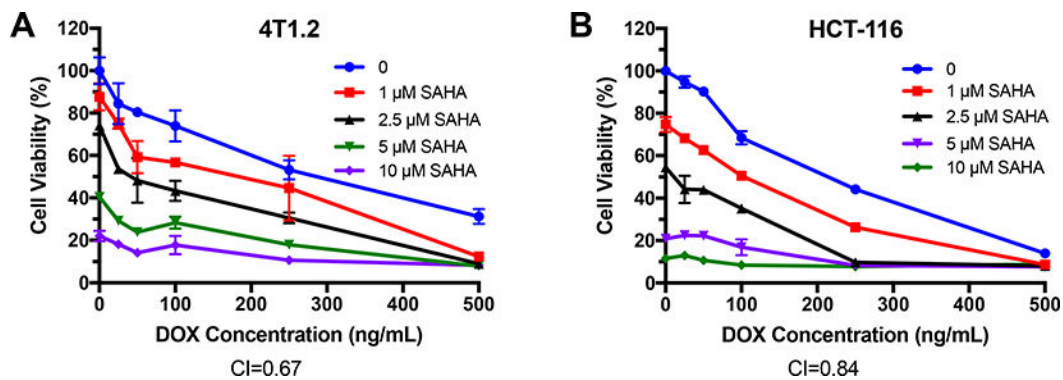 A
4T1.2
120
100
80
60
40
20
0
Cell Viability (%)
0
1 µM SAHA
2.5 µM SAHA
5 µM SAHA
10 µM SAHA
0 100 200 300 400 500
DOX Concentration (ng/mL)
CI=0.67
B
HCT-116
120
100
80
60
40
20
0
Cell Viability (%)
0
1 µM SAHA
2.5 µM SAHA
5 µM SAHA
10 µM SAHA
0 100 200 300 400 500
DOX Concentration (ng/mL)
CI=0.84